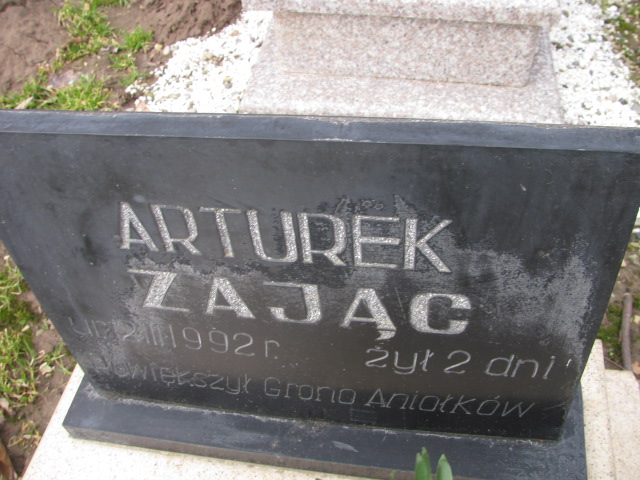 ARTUREK
ZAJĄC
1992 r. żył 2 dni
Powiększył Grono Aniołków